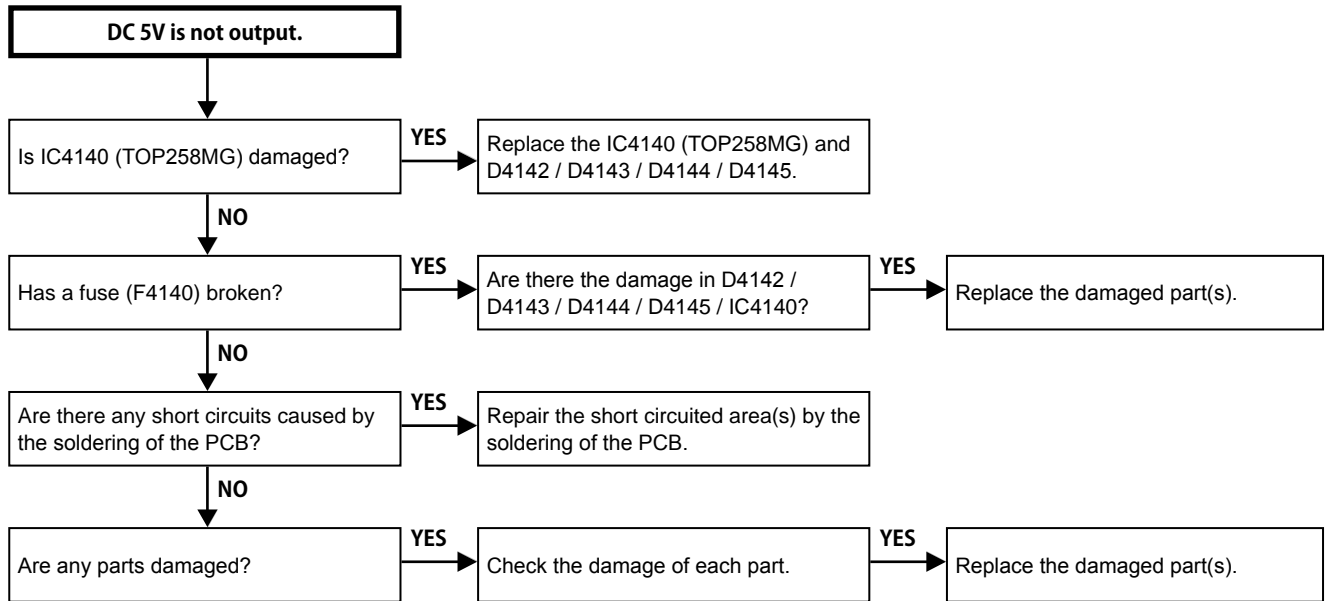 DC 5V is not output.
Is IC4140 (TOP258MG) damaged?
YES
Replace the IC4140 (TOP258MG) and
D4142 / D4143 / D4144 / D4145.
NO
Has a fuse (F4140) broken?
YES
Are there the damage in D4142 /
D4143 / D4144 / D4145 / IC4140?
YES
Replace the damaged part(s).
NO
Are there any short circuits caused by
the soldering of the PCB?
YES
Repair the short circuited area(s) by the
soldering of the PCB.
NO
Are any parts damaged?
YES
Check the damage of each part.
YES
Replace the damaged part(s).